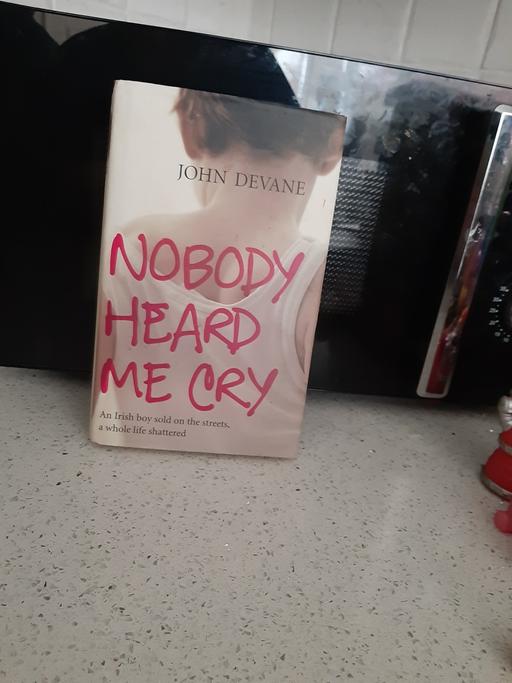 JOHN DEVANE
NOBODY
HEARD
ME CRY
An Irish boy sold on the streets,
a whole life shattered